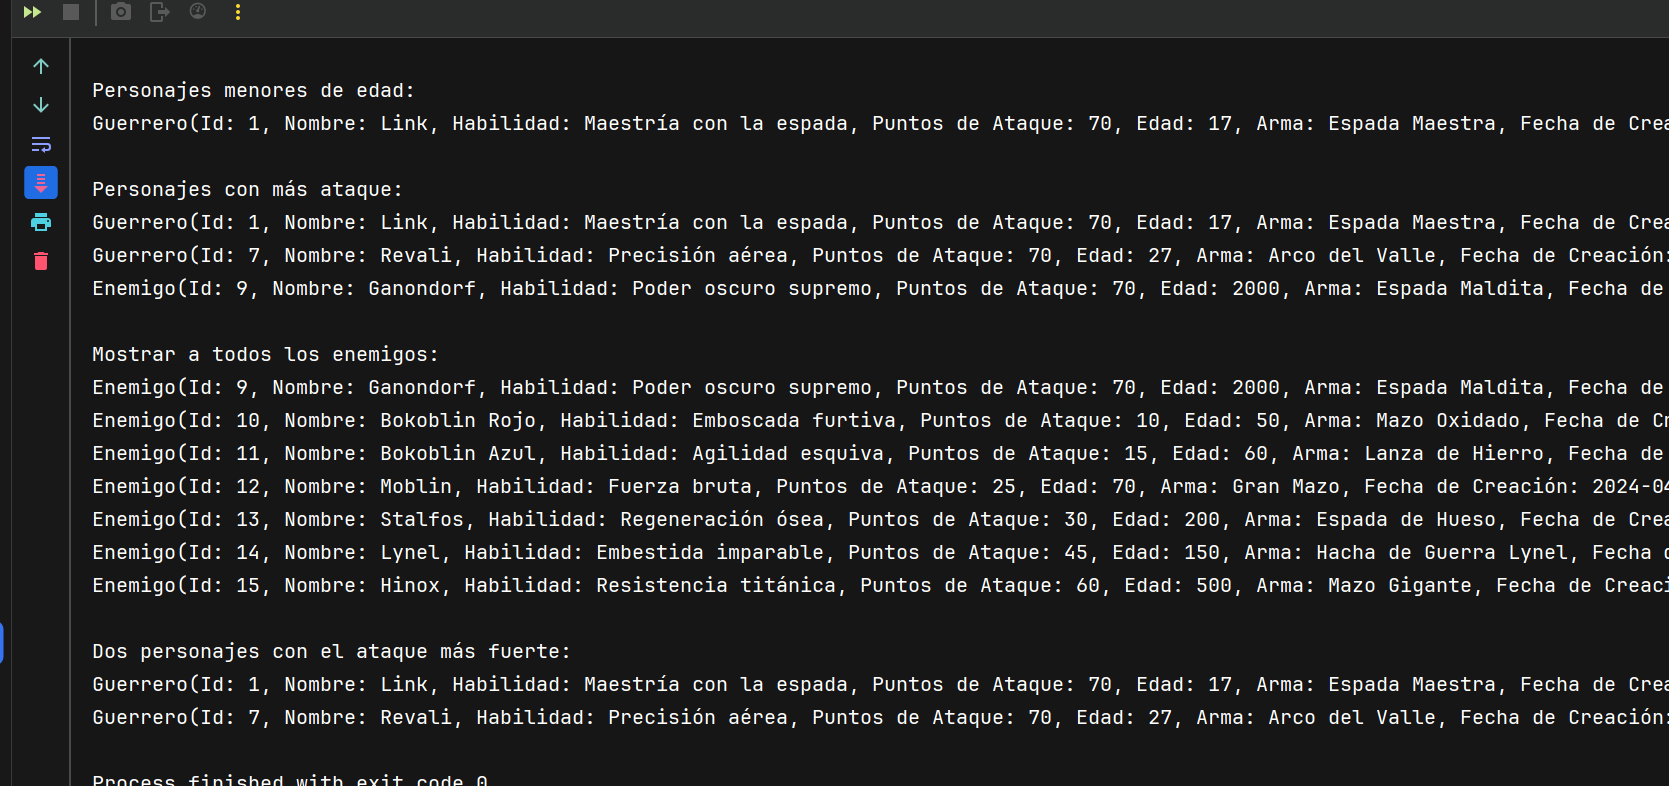 Personajes menores de edad:
Guerrero(Id: 1, Nombre: Link, Habilidad: Maestría con la espada, Puntos de Ataque: 70, Edad: 17, Arma: Espada Maestra, Fecha de Crea
Personajes con más ataque:
Guerrero(Id: 1, Nombre: Link, Habilidad: Maestría con la espada, Puntos de Ataque: 70, Edad: 17, Arma: Espada Maestra, Fecha de Crea
Guerrero(Id: 7, Nombre: Revali, Habilidad: Precisión aérea, Puntos de Ataque: 70, Edad: 27, Arma: Arco del Valle, Fecha de Creación:
Enemigo(Id: 9, Nombre: Ganondorf, Habilidad: Poder oscuro supremo, Puntos de Ataque: 70, Edad: 2000, Arma: Espada Maldita, Fecha de
Mostrar a todos los enemigos:
Enemigo(Id: 9, Nombre: Ganondorf, Habilidad: Poder oscuro supremo, Puntos de Ataque: 70, Edad: 2000, Arma: Espada Maldita, Fecha de
Enemigo(Id: 10, Nombre: Bokoblin Rojo, Habilidad: Emboscada furtiva, Puntos de Ataque: 10, Edad: 50, Arma: Mazo Oxidado, Fecha de Cr
Enemigo(Id: 11, Nombre: Bokoblin Azul, Habilidad: Agilidad esquiva, Puntos de Ataque: 15, Edad: 60, Arma: Lanza de Hierro, Fecha de
Enemigo(Id: 12, Nombre: Moblin, Habilidad: Fuerza bruta, Puntos de Ataque: 25, Edad: 70, Arma: Gran Mazo, Fecha de Creación: 2024-04
Enemigo(Id: 13, Nombre: Stalfos, Habilidad: Regeneración ósea, Puntos de Ataque: 30, Edad: 200, Arma: Espada de Hueso, Fecha de Crea
Enemigo(Id: 14, Nombre: Lynel, Habilidad: Embestida imparable, Puntos de Ataque: 45, Edad: 150, Arma: Hacha de Guerra Lynel, Fecha d
Enemigo(Id: 15, Nombre: Hinox, Habilidad: Resistencia titánica, Puntos de Ataque: 60, Edad: 500, Arma: Mazo Gigante, Fecha de Creaci
Dos personajes con el ataque más fuerte:
Guerrero(Id: 1, Nombre: Link, Habilidad: Maestría con la espada, Puntos de Ataque: 70, Edad: 17, Arma: Espada Maestra, Fecha de Crea
Guerrero(Id: 7, Nombre: Revali, Habilidad: Precisión aérea, Puntos de Ataque: 70, Edad: 27, Arma: Arco del Valle, Fecha de Creación:
Process finished with exit code 0